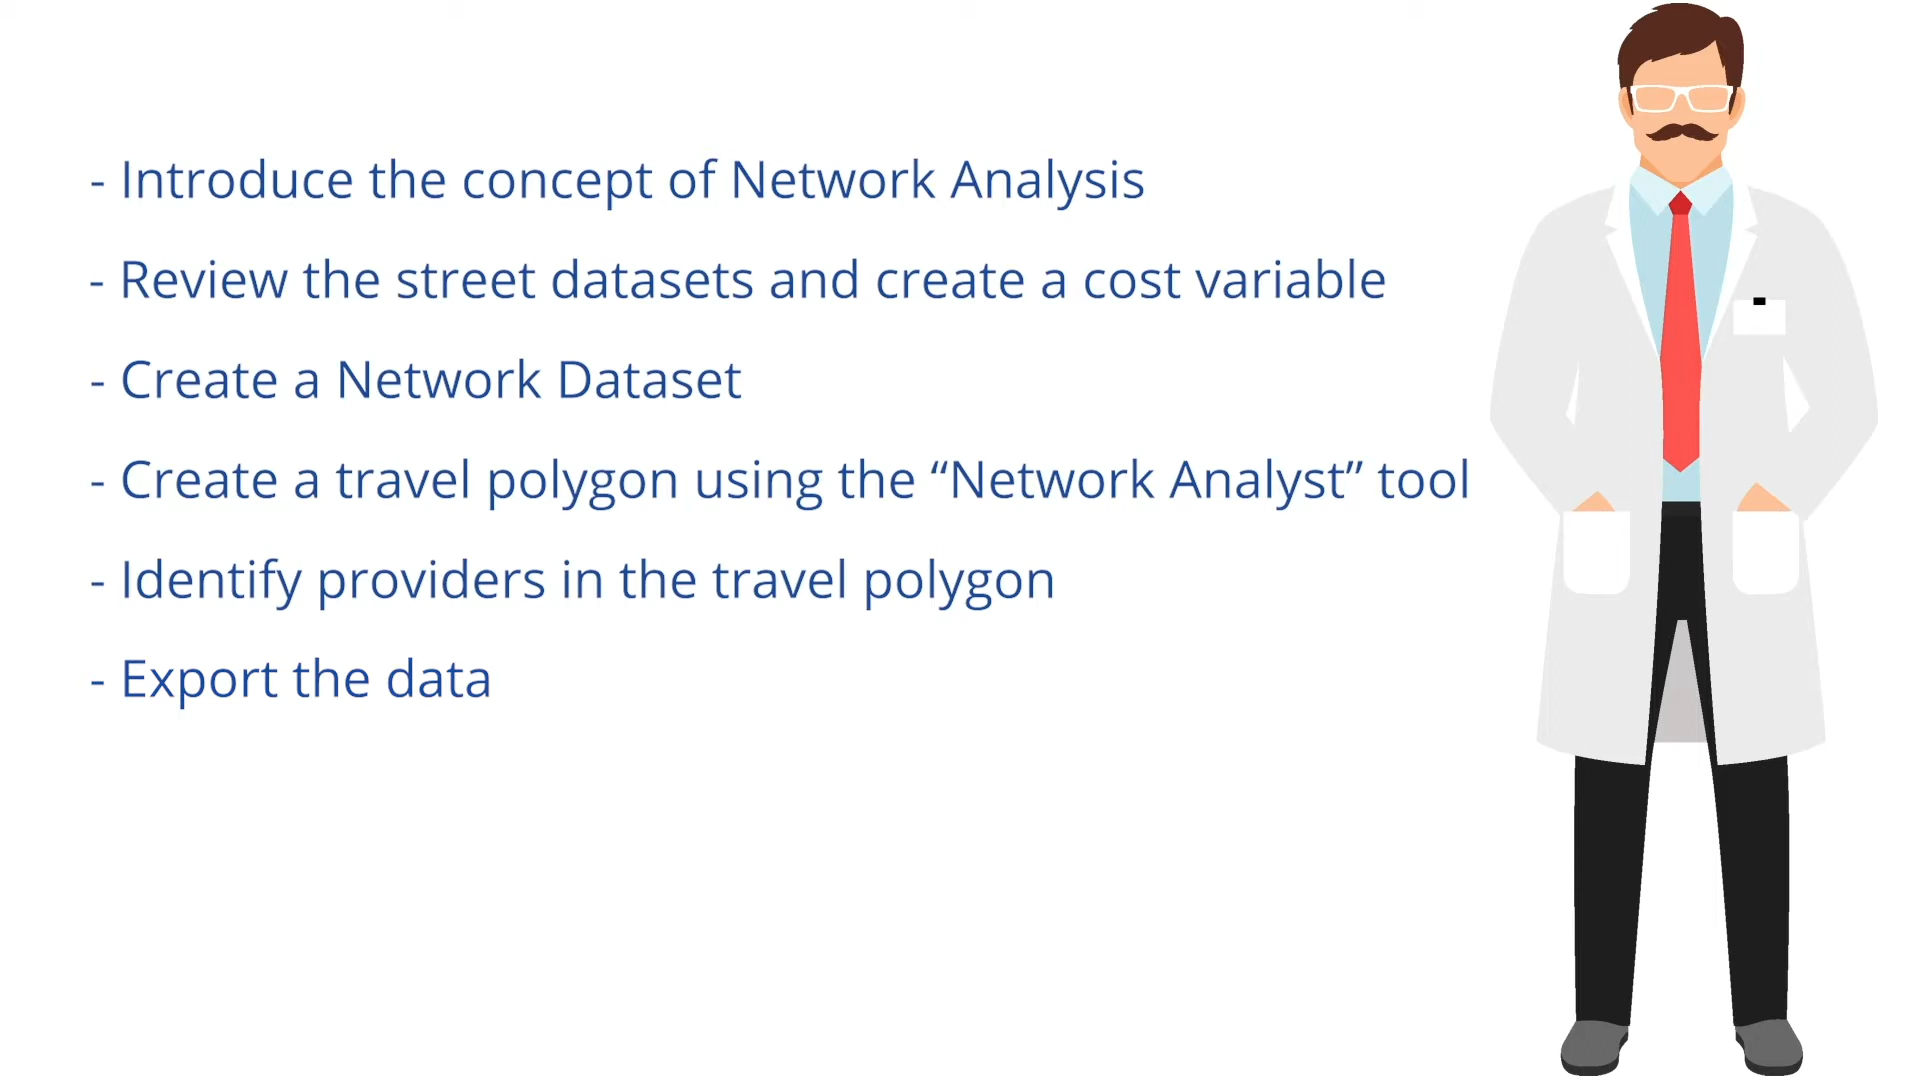 - Introduce the concept of Network Analysis
- Review the street datasets and create a cost variable
- Create a Network Dataset
- Create a travel polygon using the “Network Analyst” tool
- Identify providers in the travel polygon
- Export the data